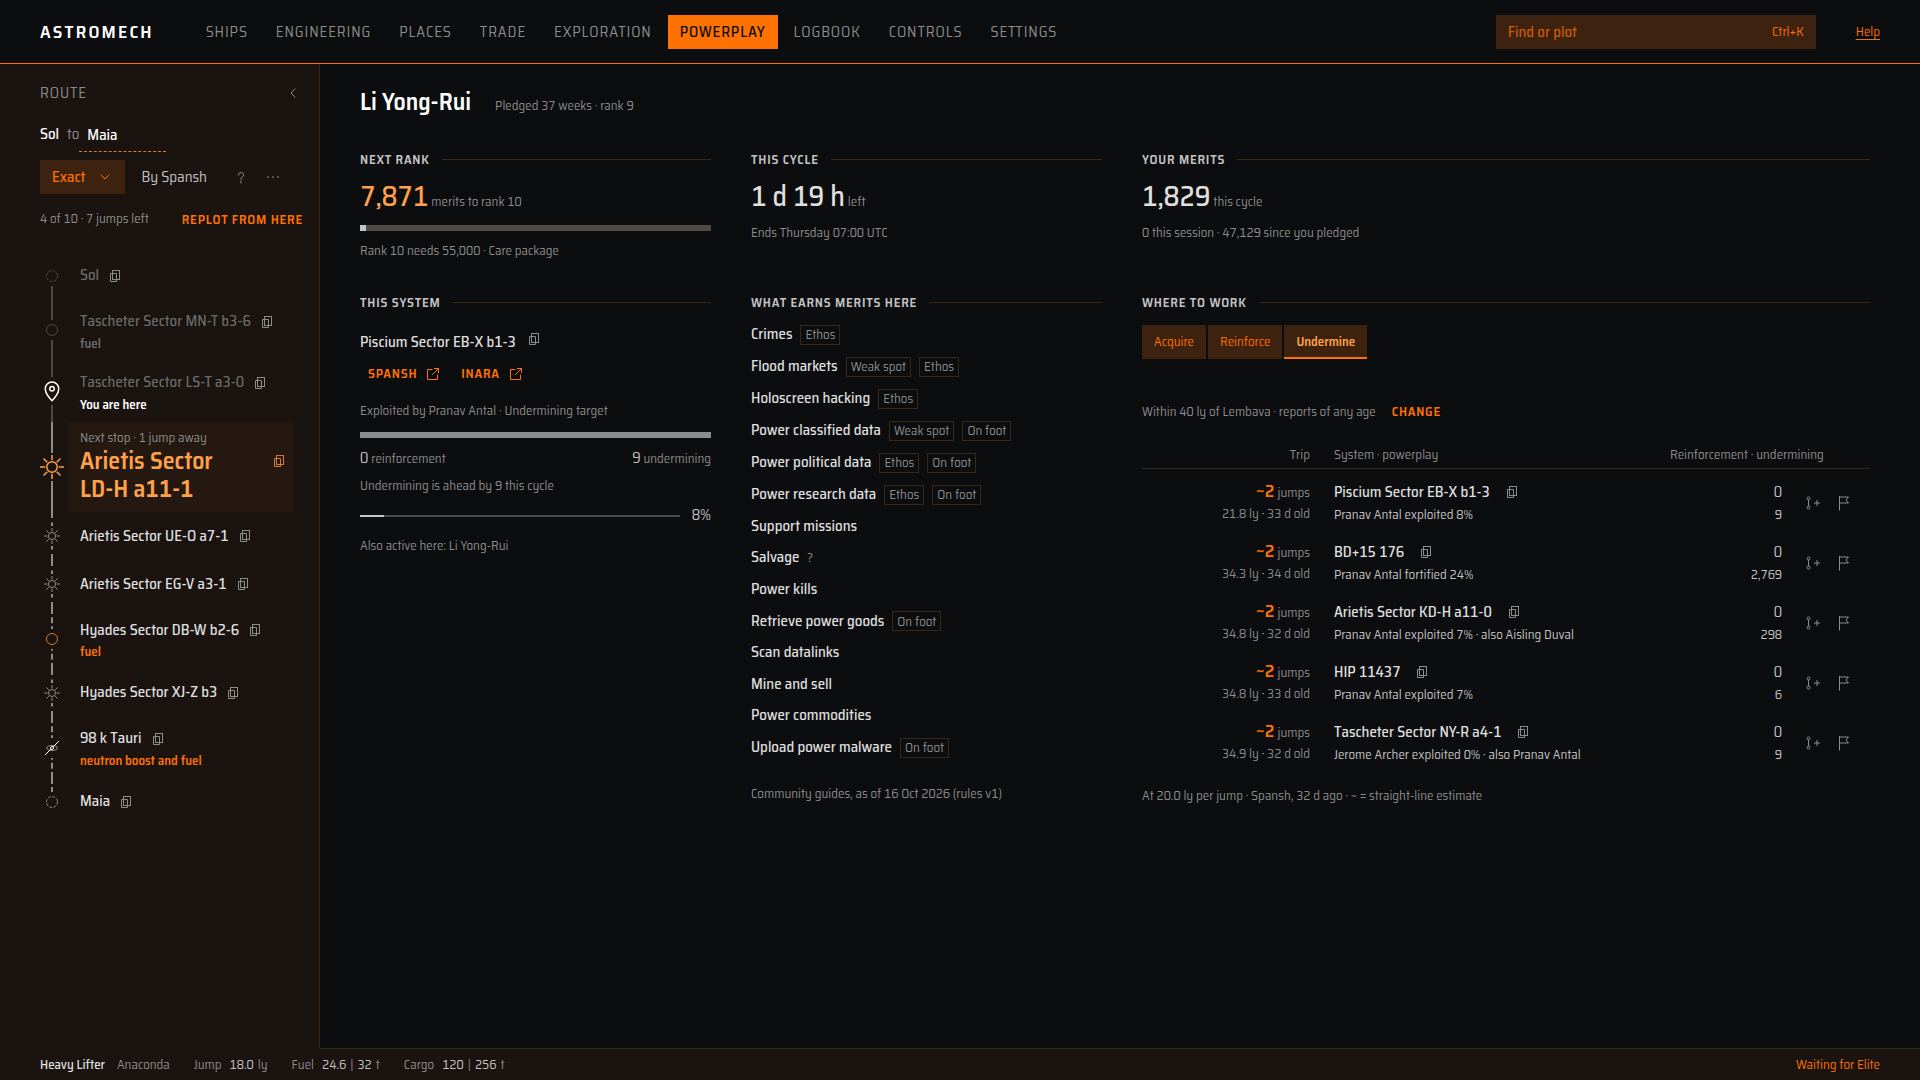 ASTROMECH
SHIPS ENGINEERING PLACES TRADE EXPLORATION POWERPLAY LOGBOOK CONTROLS SETTINGS
Find or plot Ctrl+K
Help
ROUTE
Sol to Maia
Exact By Spansh ? ...
4 of 10 · 7 jumps left REPLOT FROM HERE
Sol
Tascheter Sector MN-T b3-6
fuel
Tascheter Sector LS-T a3-0
You are here
Next stop · 1 jump away
Arietis Sector
LD-H a11-1
Arietis Sector UE-O a7-1
Arietis Sector EG-V a3-1
Hyades Sector DB-W b2-6
fuel
Hyades Sector XJ-Z b3
98 k Tauri
neutron boost and fuel
Maia
Li Yong-Rui Pledged 37 weeks · rank 9
NEXT RANK
7,871 merits to rank 10
Rank 10 needs 55,000 · Care package
THIS CYCLE
1 d 19 h left
Ends Thursday 07:00 UTC
YOUR MERITS
1,829 this cycle
0 this session · 47,129 since you pledged
THIS SYSTEM
Piscium Sector EB-X b1-3
SPANSH INARA
Exploited by Pranav Antal · Undermining target
0 reinforcement 9 undermining
Undermining is ahead by 9 this cycle
8%
Also active here: Li Yong-Rui
WHAT EARNS MERITS HERE
Crimes Ethos
Flood markets Weak spot Ethos
Holoscreen hacking Ethos
Power classified data Weak spot On foot
Power political data Ethos On foot
Power research data Ethos On foot
Support missions
Salvage ?
Power kills
Retrieve power goods On foot
Scan datalinks
Mine and sell
Power commodities
Upload power malware On foot
Community guides, as of 16 Oct 2026 (rules v1)
WHERE TO WORK
Acquire Reinforce Undermine
Within 40 ly of Lembava · reports of any age CHANGE
Trip System · powerplay Reinforcement · undermining
~2 jumps Piscium Sector EB-X b1-3 0
21.8 ly · 33 d old Pranav Antal exploited 8% 9
~2 jumps BD+15 176 0
34.3 ly · 34 d old Pranav Antal fortified 24% 2,769
~2 jumps Arietis Sector KD-H a11-0 0
34.8 ly · 32 d old Pranav Antal exploited 7% · also Aisling Duval 298
~2 jumps HIP 11437 0
34.8 ly · 33 d old Pranav Antal exploited 7% 6
~2 jumps Tascheter Sector NY-R a4-1 0
34.9 ly · 32 d old Jerome Archer exploited 0% · also Pranav Antal 9
At 20.0 ly per jump · Spansh, 32 d ago · ~ = straight-line estimate
Heavy Lifter Anaconda Jump 18.0 ly Fuel 24.6 | 32 t Cargo 120 | 256 t
Waiting for Elite